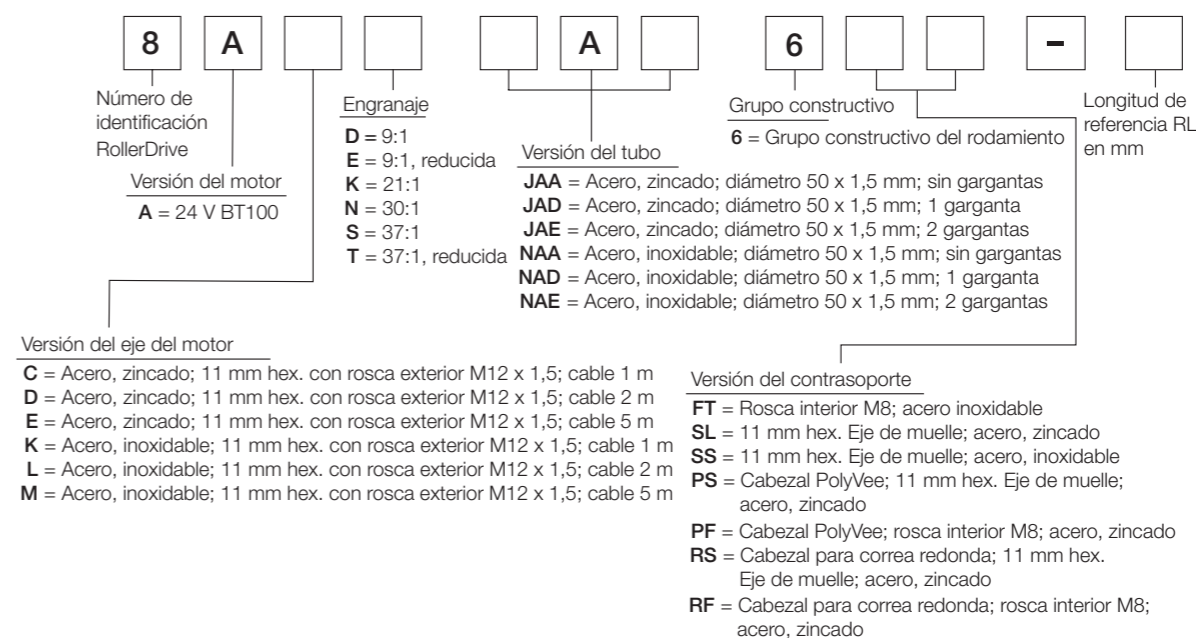 8 A A 6 –
Número de
identificación
RollerDrive
Versión del motor
A = 24 V BT100
Engranaje
D = 9:1
E = 9:1, reducida
K = 21:1
N = 30:1
S = 37:1
T = 37:1, reducida
Versión del tubo
JAA = Acero, zincado; diámetro 50 x 1,5 mm; sin gargantas
JAD = Acero, zincado; diámetro 50 x 1,5 mm; 1 garganta
JAE = Acero, zincado; diámetro 50 x 1,5 mm; 2 gargantas
NAA = Acero, inoxidable; diámetro 50 x 1,5 mm; sin gargantas
NAD = Acero, inoxidable; diámetro 50 x 1,5 mm; 1 garganta
NAE = Acero, inoxidable; diámetro 50 x 1,5 mm; 2 gargantas
Grupo constructivo
6 = Grupo constructivo del rodamiento
Longitud de
referencia RL
en mm
Versión del eje del motor
C = Acero, zincado; 11 mm hex. con rosca exterior M12 x 1,5; cable 1 m
D = Acero, zincado; 11 mm hex. con rosca exterior M12 x 1,5; cable 2 m
E = Acero, zincado; 11 mm hex. con rosca exterior M12 x 1,5; cable 5 m
K = Acero, inoxidable; 11 mm hex. con rosca exterior M12 x 1,5; cable 1 m
L = Acero, inoxidable; 11 mm hex. con rosca exterior M12 x 1,5; cable 2 m
M = Acero, inoxidable; 11 mm hex. con rosca exterior M12 x 1,5; cable 5 m
Versión del contrasoporte
FT = Rosca interior M8; acero inoxidable
SL = 11 mm hex. Eje de muelle; acero, zincado
SS = 11 mm hex. Eje de muelle; acero, inoxidable
PS = Cabezal PolyVee; 11 mm hex. Eje de muelle;
acero, zincado
PF = Cabezal PolyVee; rosca interior M8; acero, zincado
RS = Cabezal para correa redonda; 11 mm hex.
Eje de muelle; acero, zincado
RF = Cabezal para correa redonda; rosca interior M8;
acero, zincado